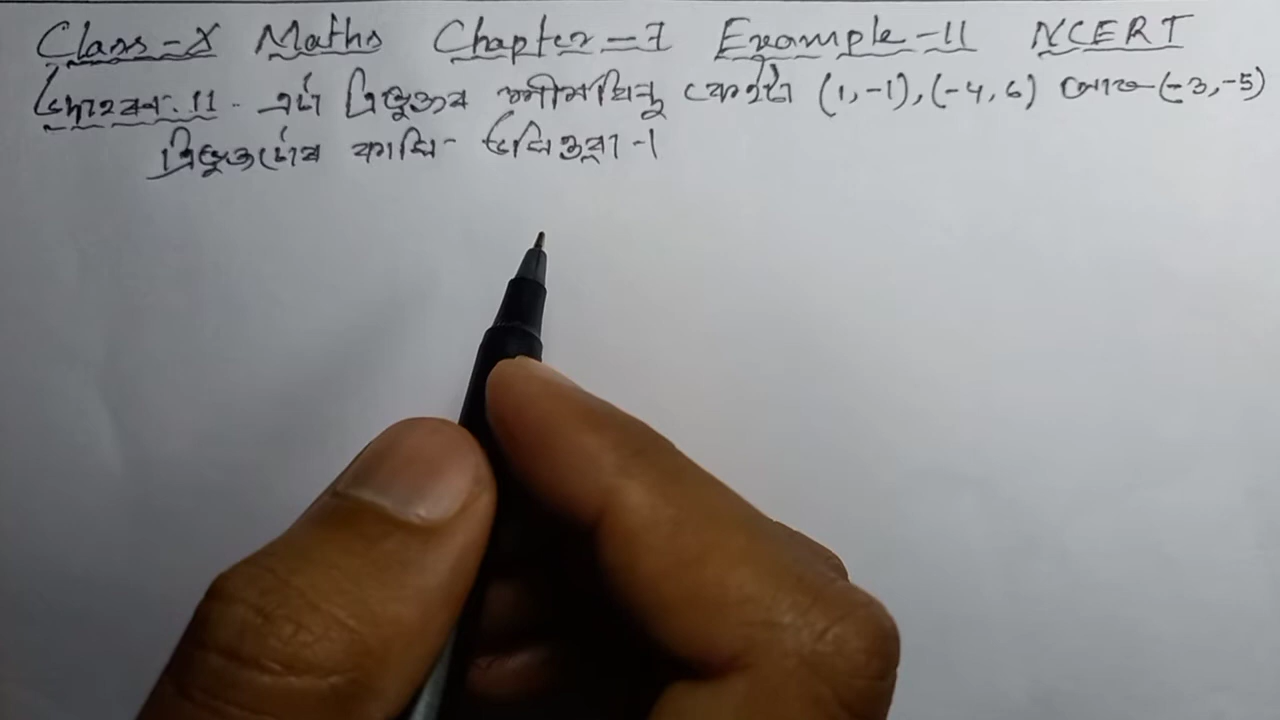 Class-X Maths Chapter-7 Example-11 NCERT
উদাহৰণ.11. এটা ত্ৰিভুজৰ শীৰ্ষবিন্দু কেইটা (1,-1), (-4, 6) আৰু (-3,-5)
ত্ৰিভুজটোৰ কালি উলিওৱা।